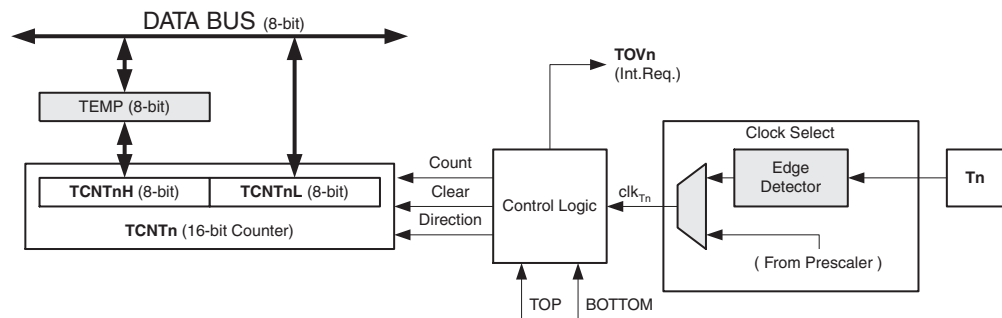 DATA BUS (8-bit)
TEMP (8-bit)
TCNTnH (8-bit)
TCNTnL (8-bit)
TCNTn (16-bit Counter)
Count
Clear
Direction
TOVn
(Int.Req.)
Control Logic
TOP
BOTTOM
clkTn
Clock Select
Edge
Detector
( From Prescaler )
Tn